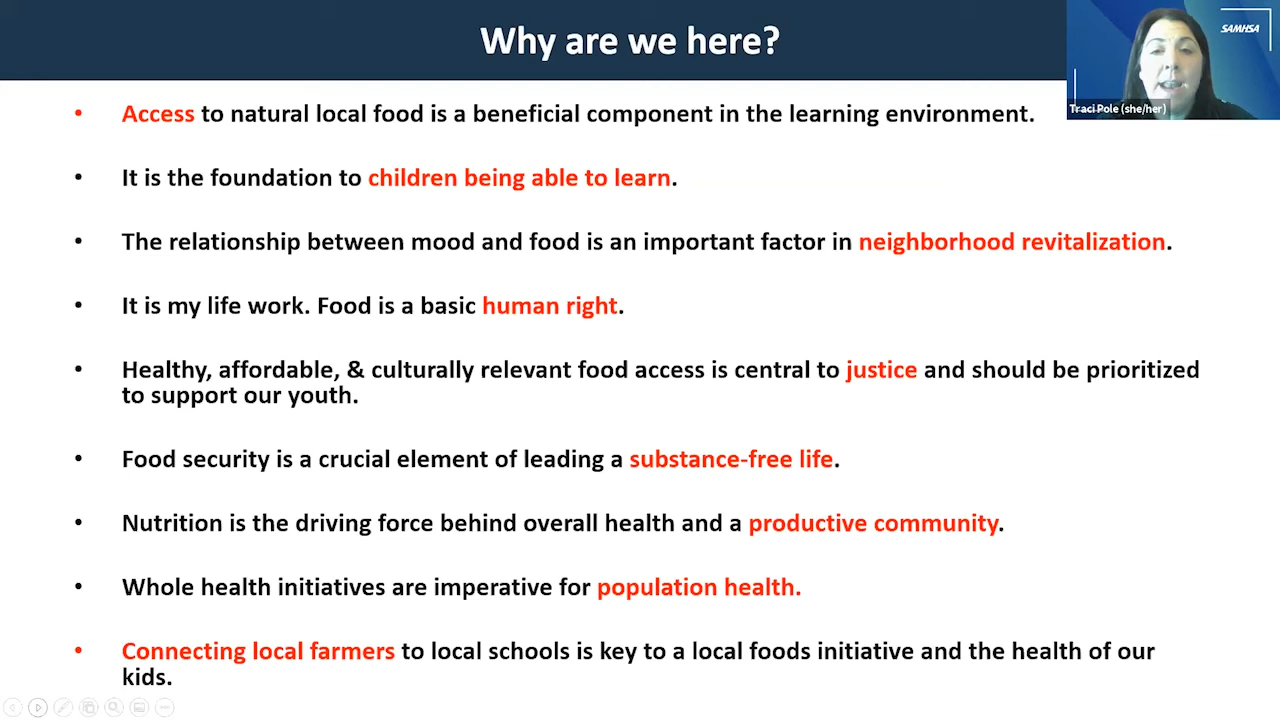 Why are we here?
SAMHSA
Traci Pole (she/her)
• Access to natural local food is a beneficial component in the learning environment.
• It is the foundation to children being able to learn.
• The relationship between mood and food is an important factor in neighborhood revitalization.
• It is my life work. Food is a basic human right.
• Healthy, affordable, & culturally relevant food access is central to justice and should be prioritized
to support our youth.
• Food security is a crucial element of leading a substance-free life.
• Nutrition is the driving force behind overall health and a productive community.
• Whole health initiatives are imperative for population health.
• Connecting local farmers to local schools is key to a local foods initiative and the health of our
kids.